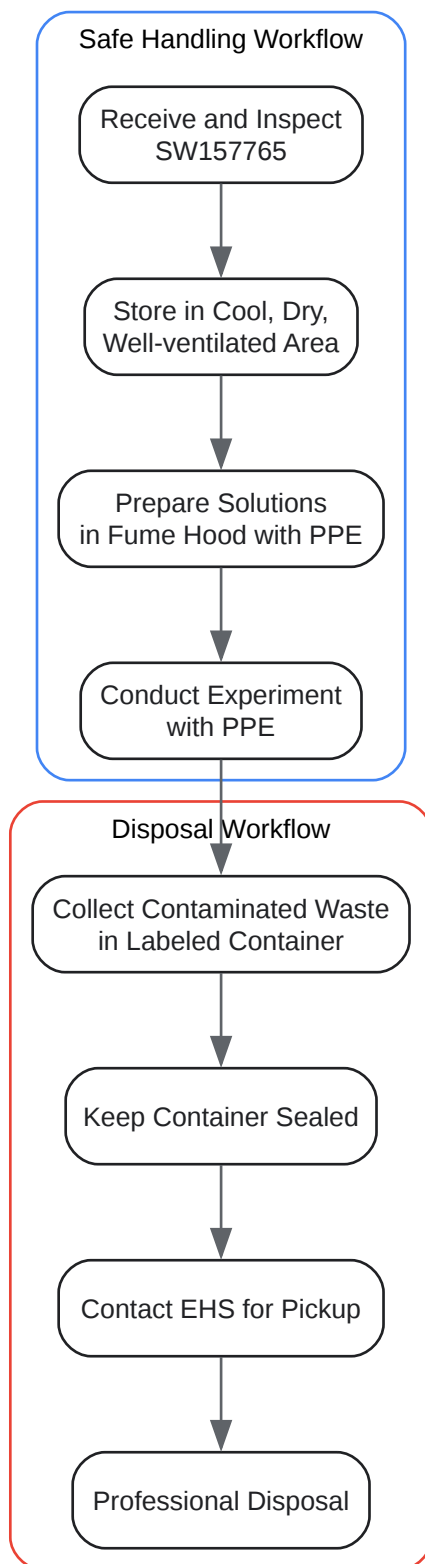 Safe Handling Workflow
Receive and Inspect
SW157765
Store in Cool, Dry,
Well-ventilated Area
Prepare Solutions
in Fume Hood with PPE
Conduct Experiment
with PPE
Disposal Workflow
Collect Contaminated Waste
in Labeled Container
Keep Container Sealed
Contact EHS for Pickup
Professional Disposal